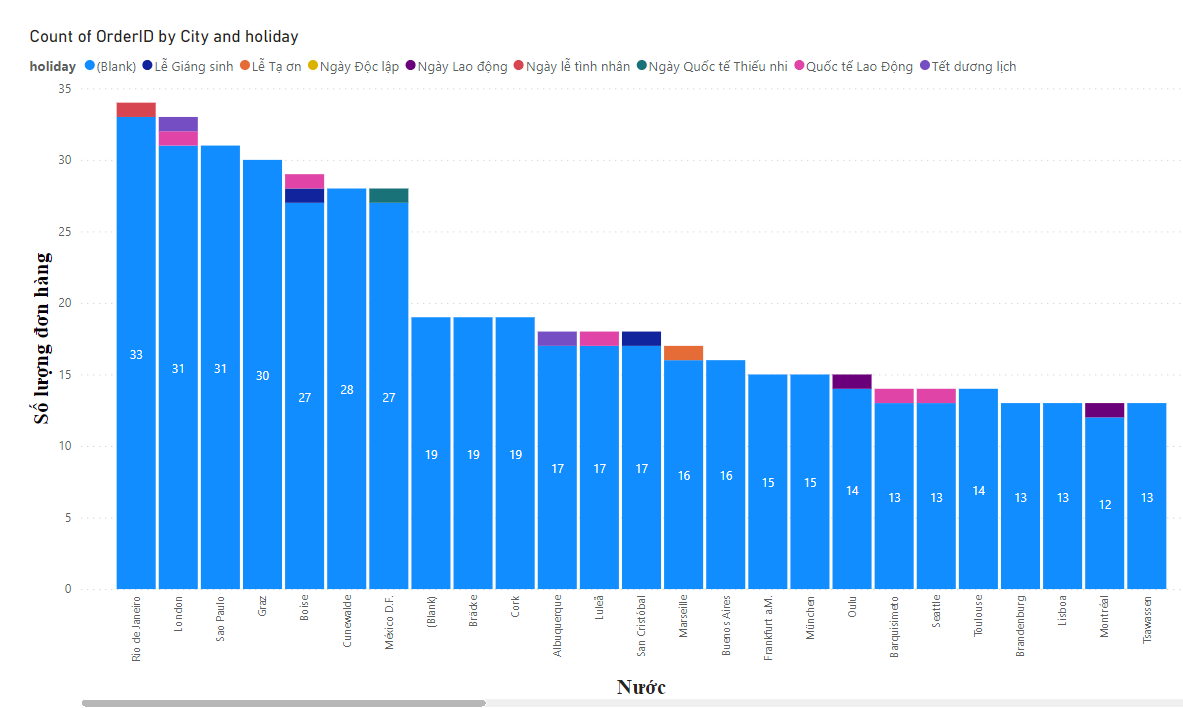 Count of OrderID by City and holiday
holiday (Blank) Lễ Giáng sinh Lễ Tạ ơn Ngày Độc lập Ngày Lao động Ngày lễ tình nhân Ngày Quốc tế Thiếu nhi Quốc tế Lao Động Tết dương lịch
Số lượng đơn hàng
35
30
25
20
15
10
5
0
33 31 31 30 27 28 27 19 19 19 17 17 17 16 16 15 15 14 13 13 14 13 13 12 13
Rio de Janeiro
London
Sao Paulo
Graz
Boise
Cunewalde
México D.F.
(Blank)
Bräcke
Cork
Albuquerque
Luleå
San Cristóbal
Marseille
Buenos Aires
Frankfurt a.M.
München
Oulu
Barquisimeto
Seattle
Toulouse
Brandenburg
Lisboa
Montréal
Tsawassen
Nước